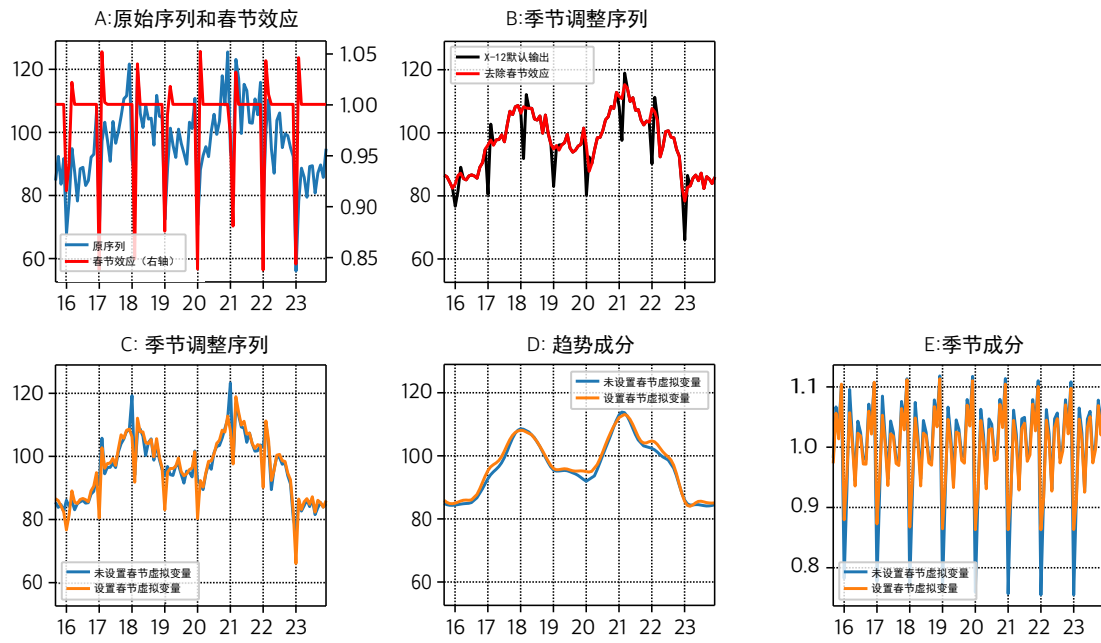 A:原始序列和春节效应
120
100
80
60
1.05
1.00
0.95
0.90
0.85
原序列
春节效应（右轴）
16 17 18 19 20 21 22 23
B:季节调整序列
120
100
80
60
X-12默认输出
去除春节效应
16 17 18 19 20 21 22 23
C: 季节调整序列
120
100
80
60
未设置春节虚拟变量
设置春节虚拟变量
16 17 18 19 20 21 22 23
D: 趋势成分
120
100
80
60
未设置春节虚拟变量
设置春节虚拟变量
16 17 18 19 20 21 22 23
E:季节成分
1.1
1.0
0.9
0.8
未设置春节虚拟变量
设置春节虚拟变量
16 17 18 19 20 21 22 23